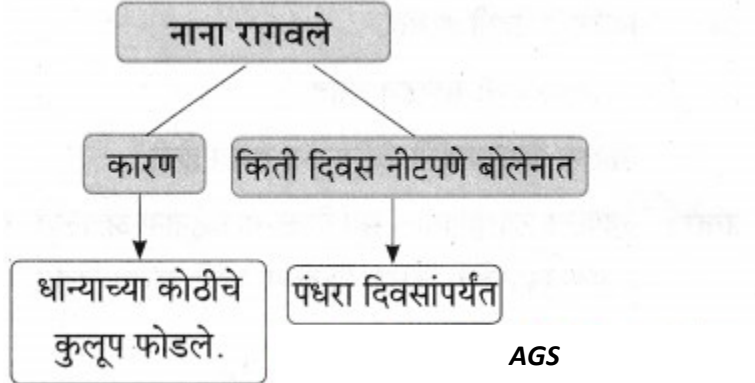 नाना रागवले
कारण
किती दिवस नीटपणे बोलेनात
धान्याच्या कोठीचे
कुलूप फोडले.
पंधरा दिवसांपर्यंत
AGS